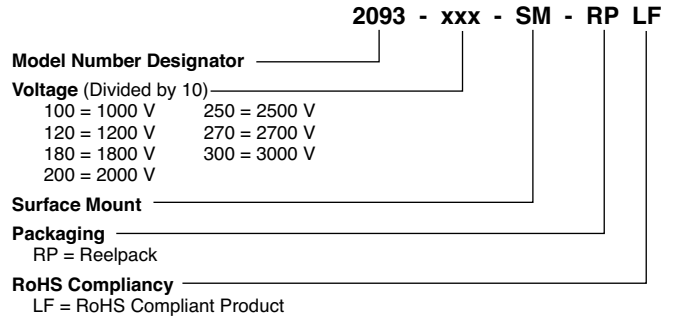 2093 - xxx - SM - RP LF
Model Number Designator
Voltage (Divided by 10)
100 = 1000 V 250 = 2500 V
120 = 1200 V 270 = 2700 V
180 = 1800 V 300 = 3000 V
200 = 2000 V
Surface Mount
Packaging
RP = Reelpack
RoHS Compliancy
LF = RoHS Compliant Product